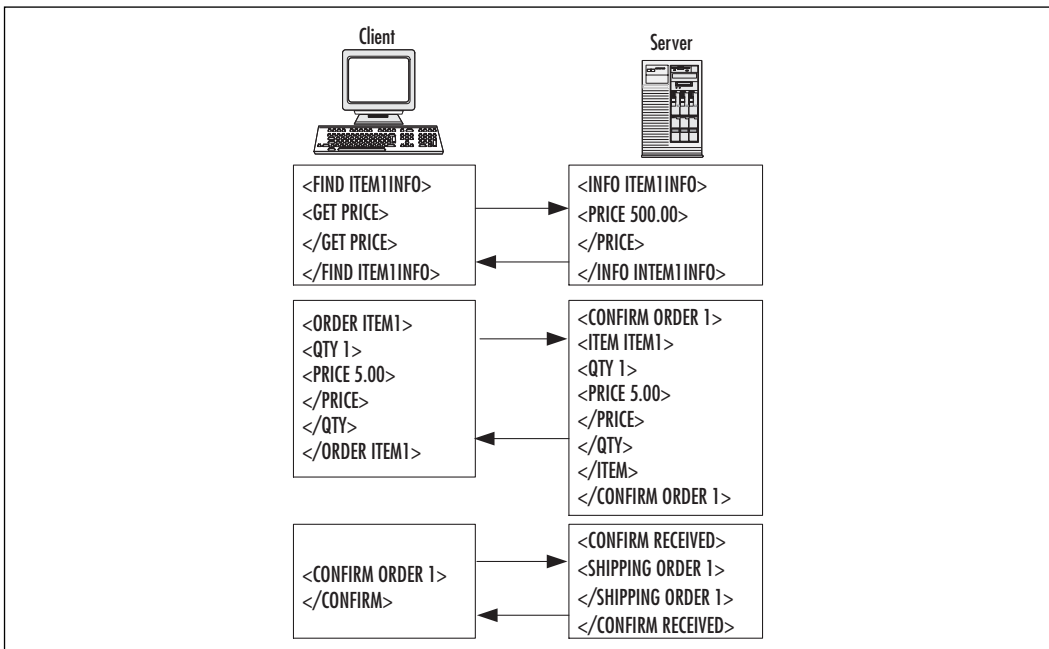 Client
Server
<FIND ITEM1INFO>
<GET PRICE>
</GET PRICE>
</FIND ITEM1INFO>
<INFO ITEM1INFO>
<PRICE 500.00>
</PRICE>
</INFO INTEM1INFO>
<ORDER ITEM1>
<QTY 1>
<PRICE 5.00>
</PRICE>
</QTY>
</ORDER ITEM1>
<CONFIRM ORDER 1>
<ITEM ITEM1>
<QTY 1>
<PRICE 5.00>
</PRICE>
</QTY>
</ITEM>
</CONFIRM ORDER 1>
<CONFIRM ORDER 1>
</CONFIRM>
<CONFIRM RECEIVED>
<SHIPPING ORDER 1>
</SHIPPING ORDER 1>
</CONFIRM RECEIVED>